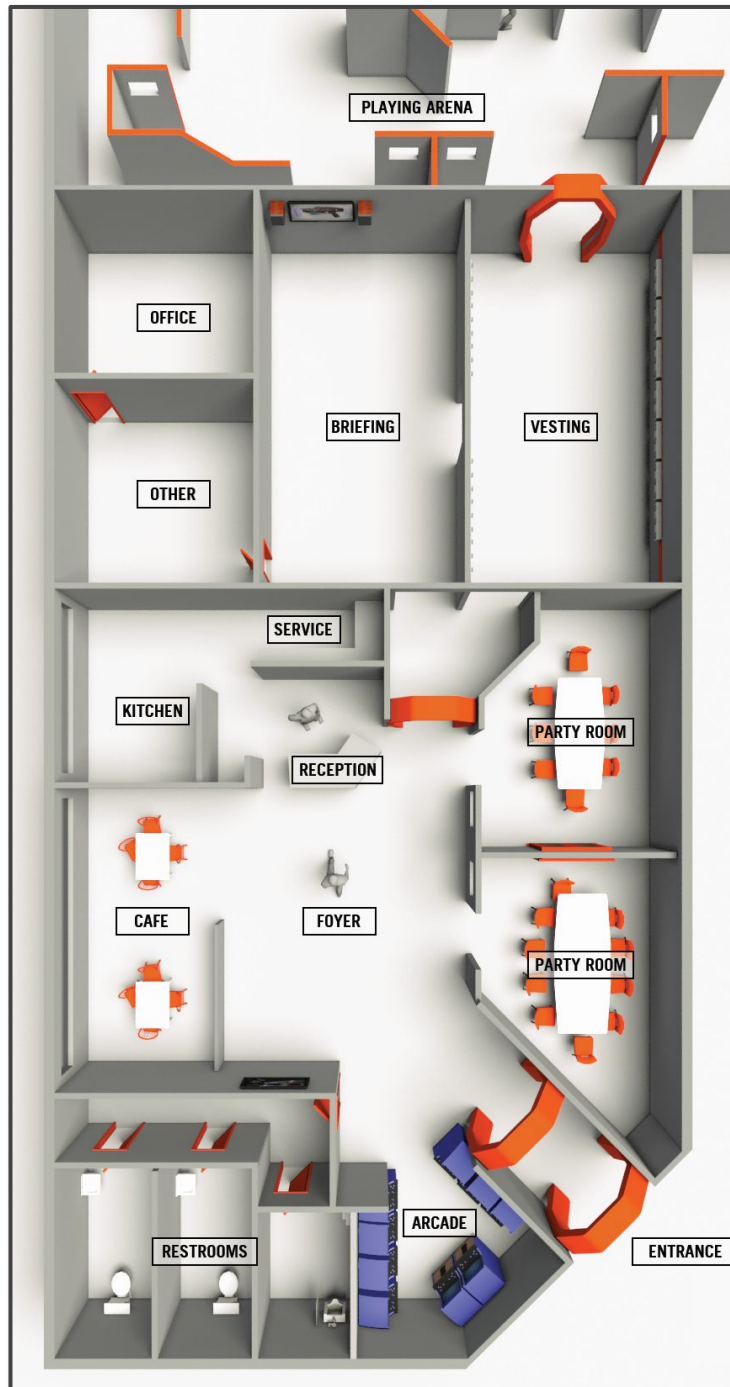 PLAYING ARENA
OFFICE
BRIEFING
VESTING
OTHER
SERVICE
KITCHEN
PARTY ROOM
RECEPTION
CAFE
FOYER
PARTY ROOM
ARCADE
RESTROOMS
ENTRANCE